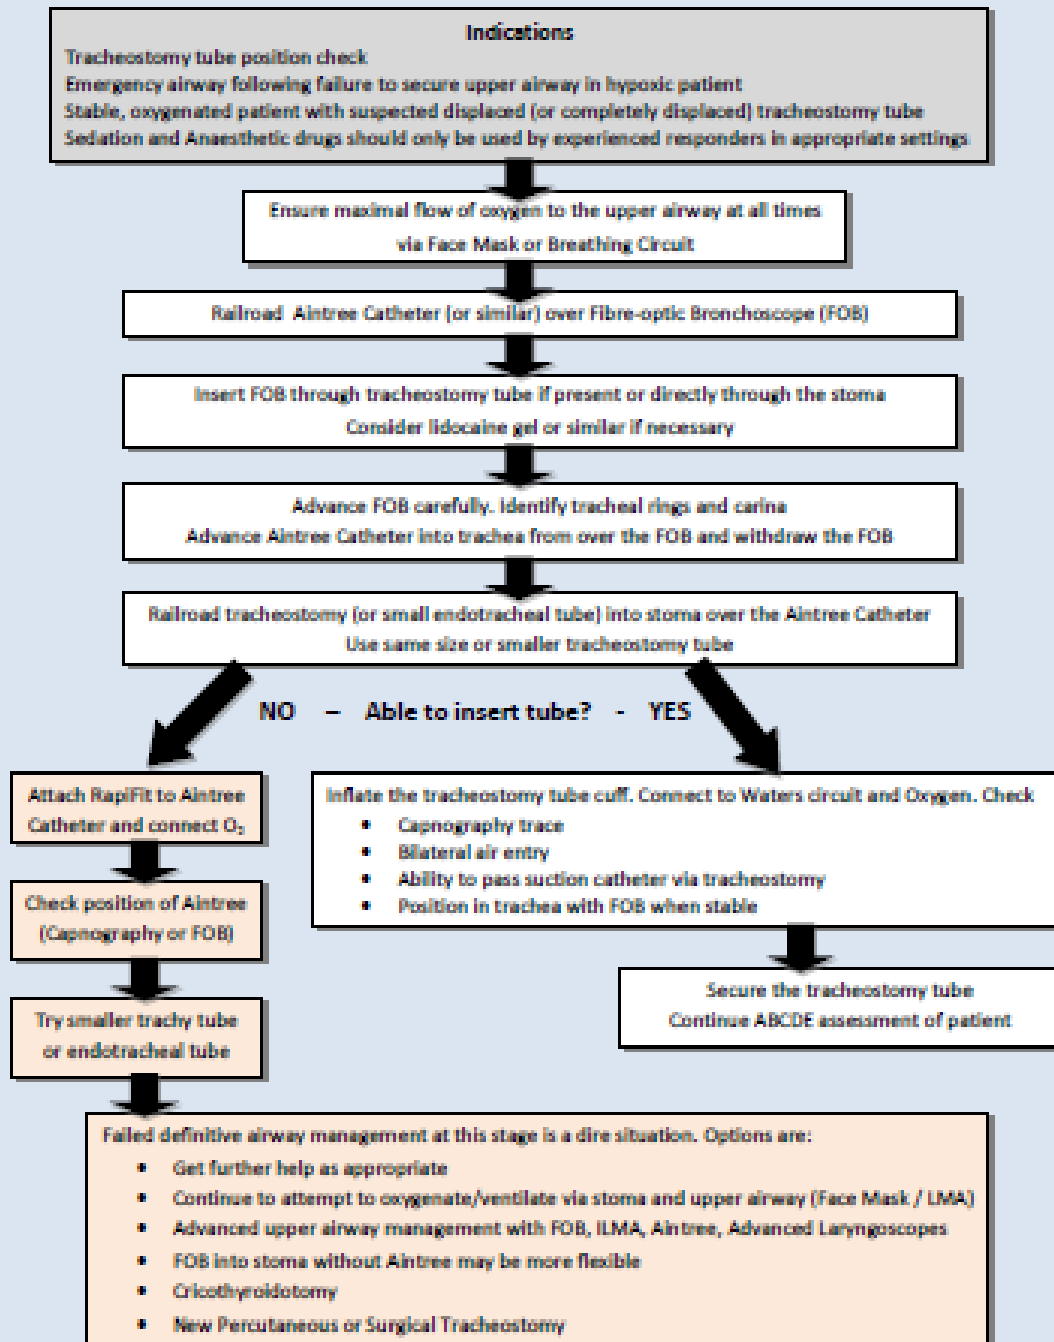 Indications
Tracheostomy tube position check
Emergency airway following failure to secure upper airway in hypoxic patient
Stable, oxygenated patient with suspected displaced (or completely displaced) tracheostomy tube
Sedation and Anaesthetic drugs should only be used by experienced responders in appropriate settings
Ensure maximal flow of oxygen to the upper airway at all times
via Face Mask or Breathing Circuit
Railroad Aintree Catheter (or similar) over Fibre-optic Bronchoscope (FOB)
Insert FOB through tracheostomy tube if present or directly through the stoma
Consider lidocaine gel or similar if necessary
Advance FOB carefully. Identify tracheal rings and carina
Advance Aintree Catheter into trachea from over the FOB and withdraw the FOB
Railroad tracheostomy (or small endotracheal tube) into stoma over the Aintree Catheter
Use same size or smaller tracheostomy tube
NO – Able to insert tube? - YES
Attach RapiFit to Aintree
Catheter and connect O₂
Check position of Aintree
(Capnography or FOB)
Try smaller trachy tube
or endotracheal tube
Inflate the tracheostomy tube cuff. Connect to Waters circuit and Oxygen. Check
• Capnography trace
• Bilateral air entry
• Ability to pass suction catheter via tracheostomy
• Position in trachea with FOB when stable
Secure the tracheostomy tube
Continue ABCDE assessment of patient
Failed definitive airway management at this stage is a dire situation. Options are:
• Get further help as appropriate
• Continue to attempt to oxygenate/ventilate via stoma and upper airway (Face Mask / LMA)
• Advanced upper airway management with FOB, ILMA, Aintree, Advanced Laryngoscopes
• FOB into stoma without Aintree may be more flexible
• Cricothyroidotomy
• New Percutaneous or Surgical Tracheostomy